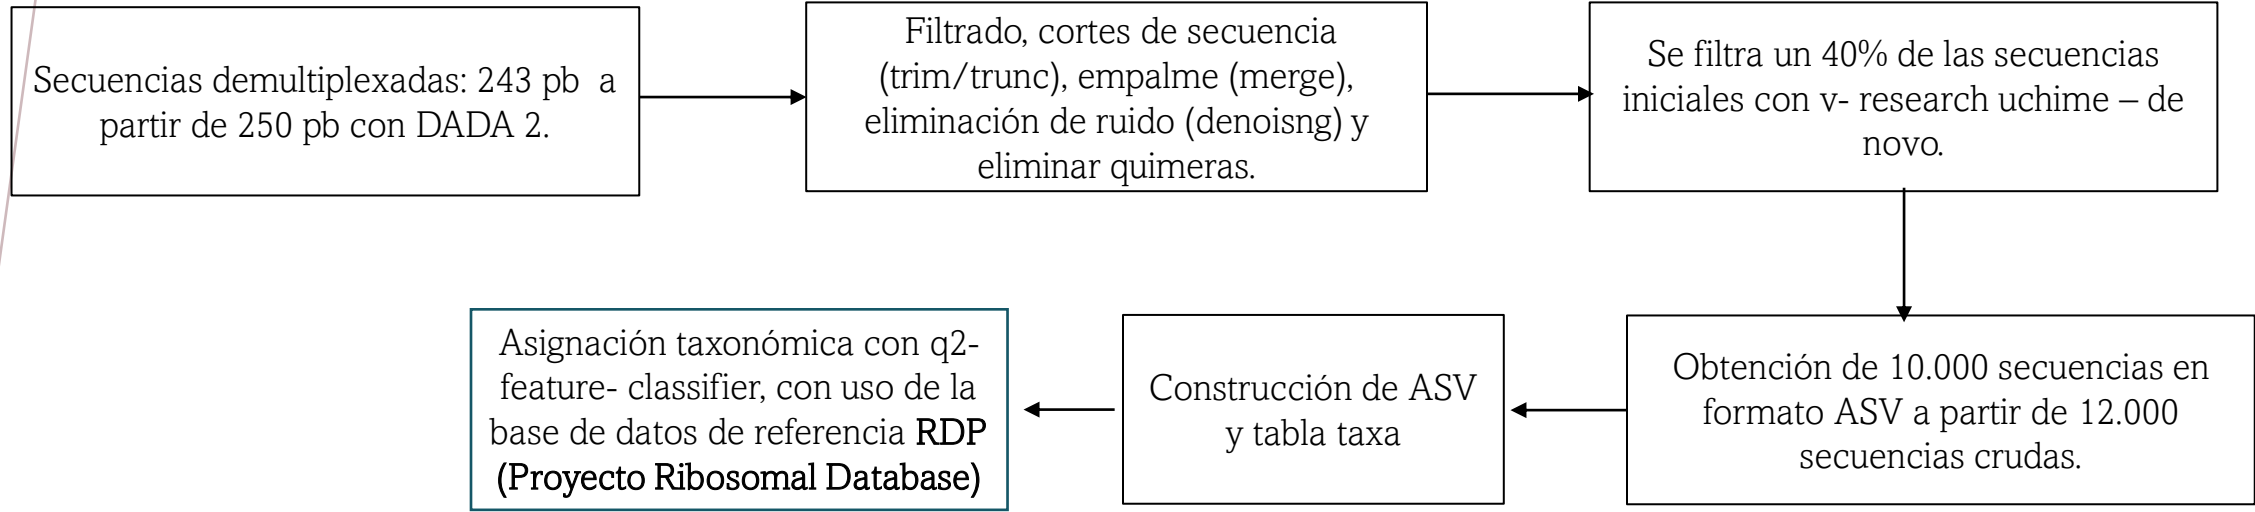 Secuencias demultiplexadas: 243 pb  a
partir de 250 pb con DADA 2.
Filtrado, cortes de secuencia
(trim/trunc), empalme (merge),
eliminación de ruido (denoisng) y
eliminar quimeras.
Se filtra un 40% de las secuencias
iniciales con v- research uchime – de
novo.
Obtención de 10.000 secuencias en
formato ASV a partir de 12.000
secuencias crudas.
Construcción de ASV
y tabla taxa
Asignación taxonómica con q2-
feature- classifier, con uso de la
base de datos de referencia RDP
(Proyecto Ribosomal Database)